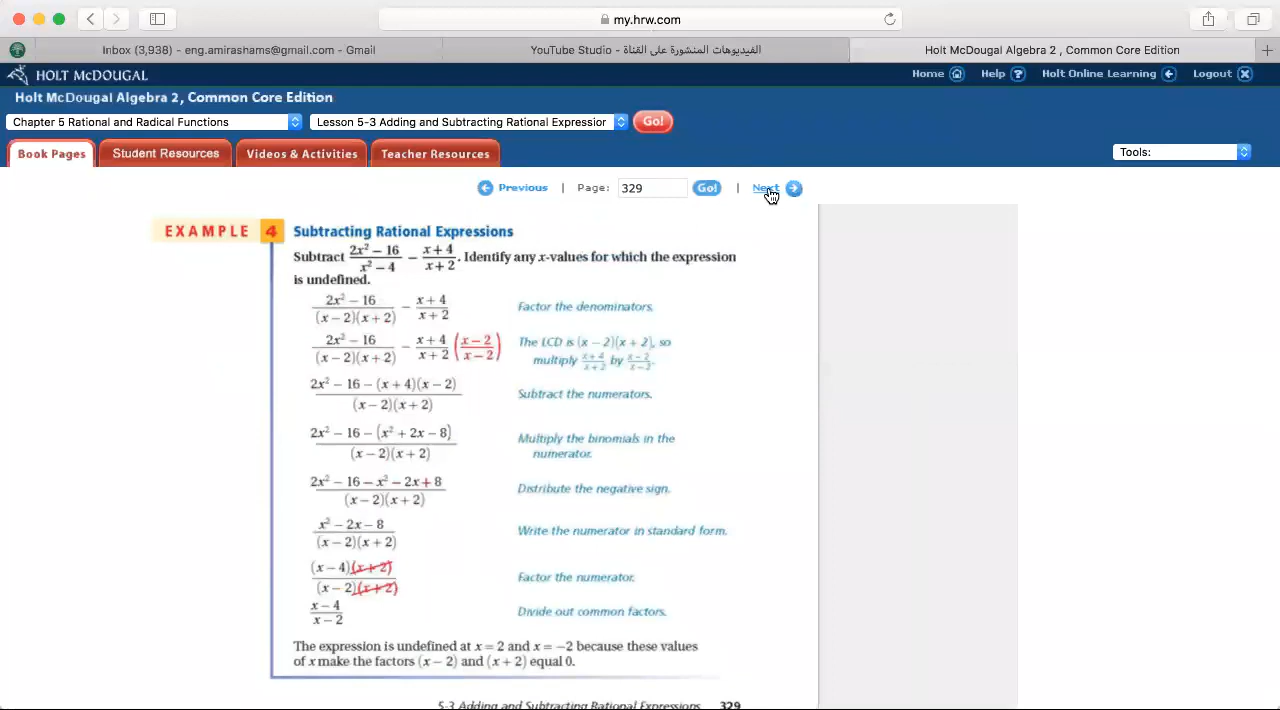 my.hrw.com
Inbox (3,938) - eng.amirashams@gmail.com - Gmail
YouTube Studio - الفيديوهات المنشورة على القناة
Holt McDougal Algebra 2 , Common Core Edition
HOLT McDOUGAL
Home
Help ?
Holt Online Learning
Logout
Holt McDougal Algebra 2, Common Core Edition
Chapter 5 Rational and Radical Functions
Lesson 5-3 Adding and Subtracting Rational Expression
Go!
Book Pages
Student Resources
Videos & Activities
Teacher Resources
Tools:
Previous | Page: 329 Go! | Next
EXAMPLE 4 Subtracting Rational Expressions
Subtract (2x² − 16)/(x² − 4) − (x + 4)/(x + 2). Identify any x-values for which the expression
is undefined.
(2x² − 16)/((x − 2)(x + 2)) − (x + 4)/(x + 2) Factor the denominators.
(2x² − 16)/((x − 2)(x + 2)) − (x + 4)/(x + 2) ((x − 2)/(x − 2)) The LCD is (x − 2)(x + 2), so
multiply (x + 4)/(x + 2) by (x − 2)/(x − 2).
(2x² − 16 − (x + 4)(x − 2))/((x − 2)(x + 2)) Subtract the numerators.
(2x² − 16 − (x² + 2x − 8))/((x − 2)(x + 2)) Multiply the binomials in the
numerator.
(2x² − 16 − x² − 2x + 8)/((x − 2)(x + 2)) Distribute the negative sign.
(x² − 2x − 8)/((x − 2)(x + 2)) Write the numerator in standard form.
((x − 4)(x + 2))/((x − 2)(x + 2)) Factor the numerator.
(x − 4)/(x − 2) Divide out common factors.
The expression is undefined at x = 2 and x = −2 because these values
of x make the factors (x − 2) and (x + 2) equal 0.
5-3 Adding and Subtracting Rational Expressions 329